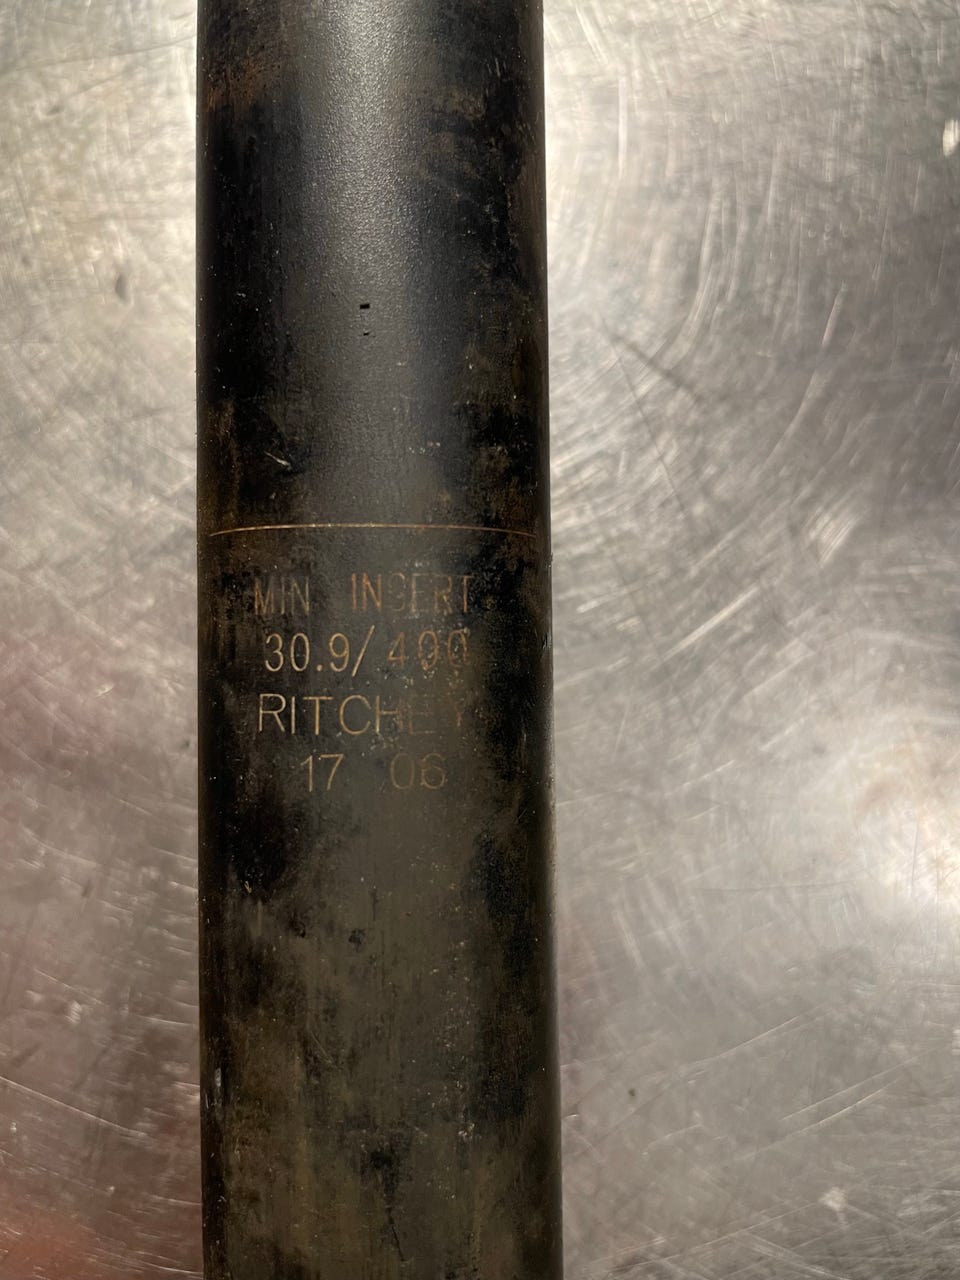 MIN INSERT
30.9/400
RITCHEY
17 06